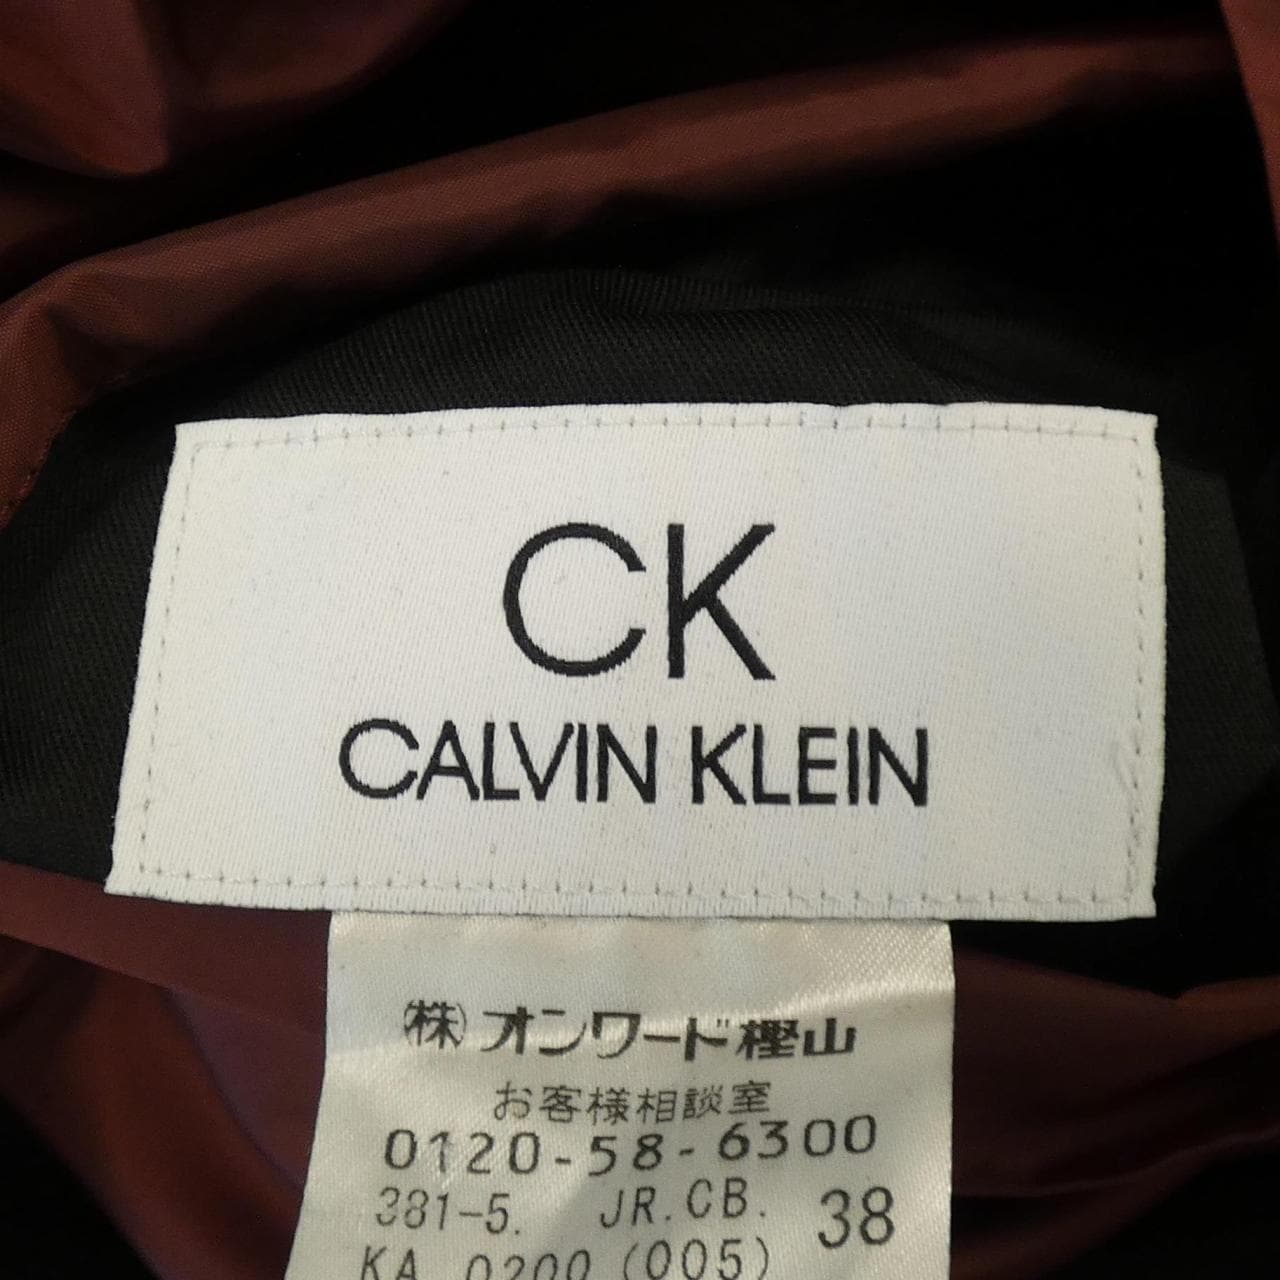 CK
CALVIN KLEIN
㈱オンワード樫山
お客様相談室
0120-58-6300
381-5. JR.CB. 38
KA 0200 (005)